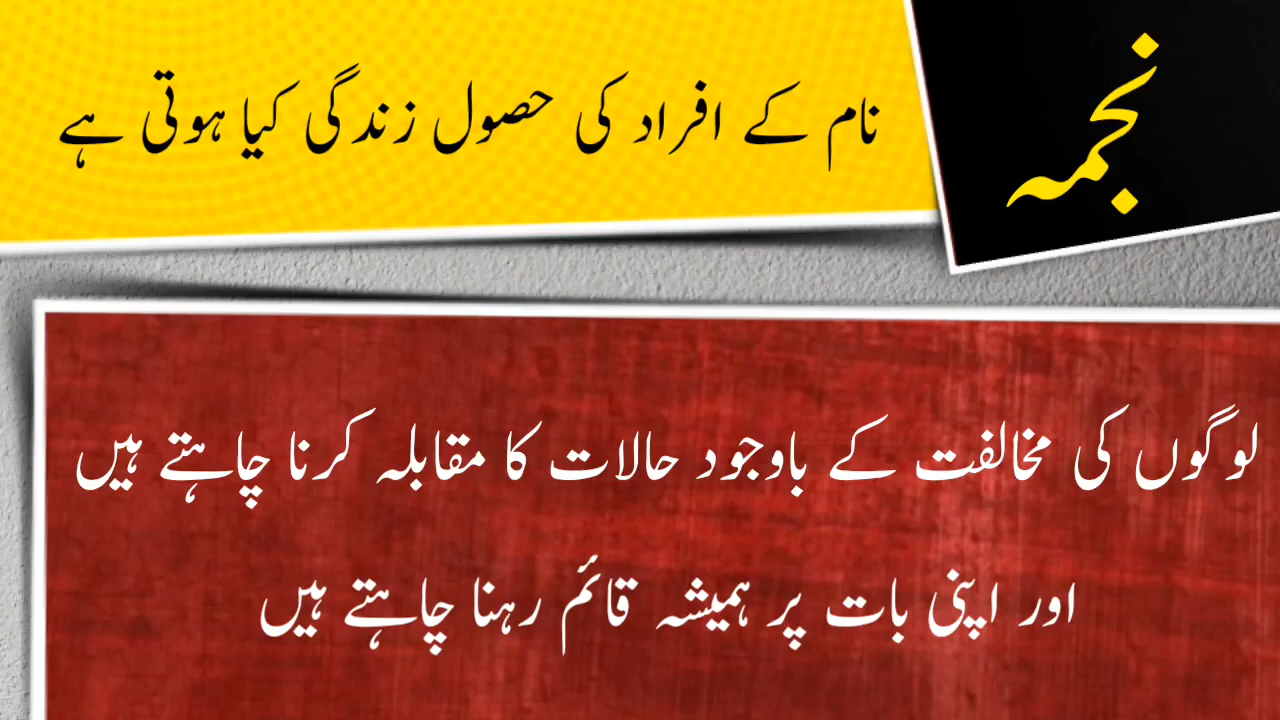 نجمہ
نام کے افراد کی حصول زندگی کیا ہوتی ہے
لوگوں کی مخالفت کے باوجود حالات کا مقابلہ کرنا چاہتے ہیں
اور اپنی بات پر ہمیشہ قائم رہنا چاہتے ہیں